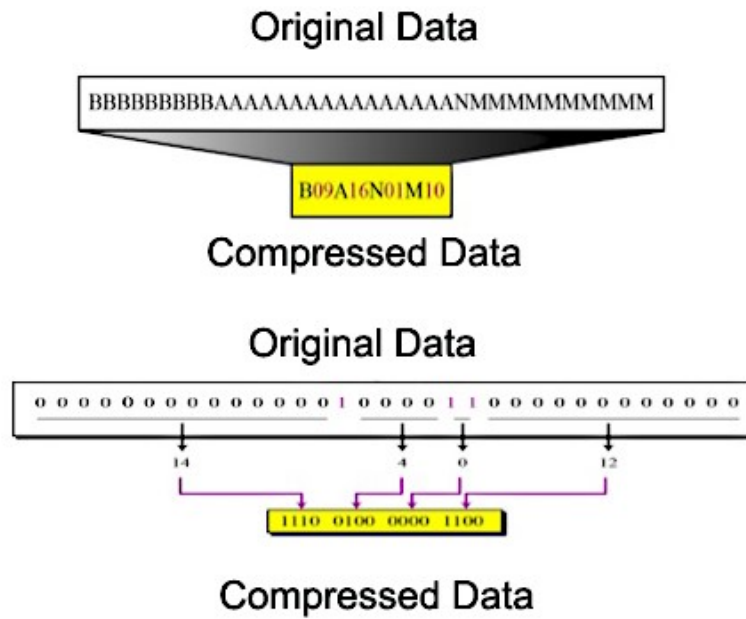 Original Data
BBBBBBBBBAAAAAAAAAAAAAAAANMMMMMMMMMM
B09A16N01M10
Compressed Data
Original Data
0 0 0 0 0 0 0 0 0 0 0 0 0 0 1 0 0 0 0 1 1 0 0 0 0 0 0 0 0 0 0 0 0
14 4 0 12
1110 0100 0000 1100
Compressed Data